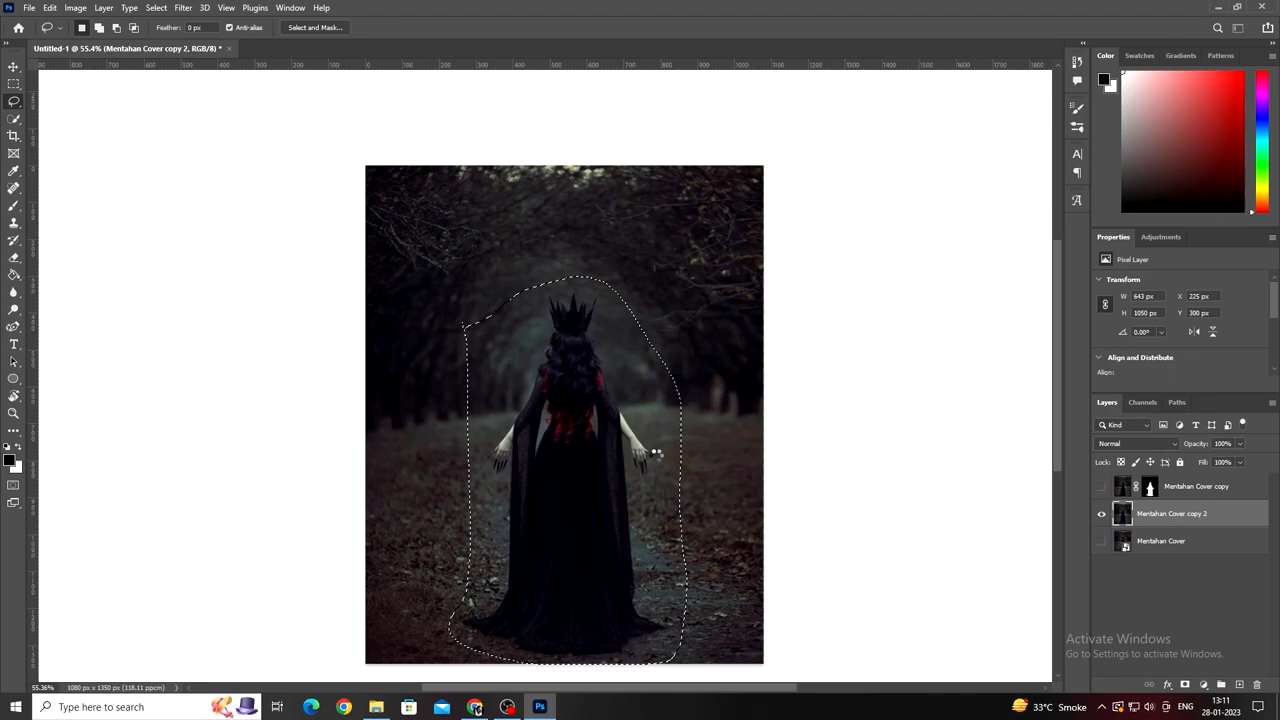 Ps File Edit Image Layer Type Select Filter 3D View Plugins Window Help
Feather: 0 px Anti-alias Select and Mask...
Untitled-1 @ 55.4% (Mentahan Cover copy 2, RGB/8) * ×
Color Swatches Gradients Patterns
Properties Adjustments
Pixel Layer
Transform
W 643 px X 225 px
H 1050 px Y 300 px
0.00°
Align and Distribute
Align:
Layers Channels Paths
Kind
Normal Opacity: 100%
Lock: Fill: 100%
Mentahan Cover copy
Mentahan Cover copy 2
Mentahan Cover
Activate Windows
Go to Settings to activate Windows.
55.36% 1080 px x 1350 px (118.11 ppcm)
Type here to search
33°C Smoke
ENG
13:11
28-01-2023